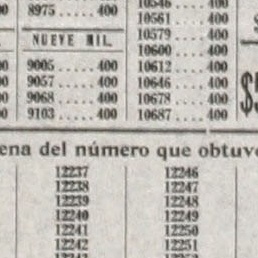 8975 .... 400
NUEVE MIL
9005 .... 400
9057 .... 400
9068 .... 400
9103 .... 400
10546 .... 400
10561 .... 400
10579 .... 400
10600 .... 400
10612 .... 400
10646 .... 400
10678 .... 400
10687 .... 400
ena del número que obtuv
12237
12238
12239
12240
12241
12242
12246
12247
12248
12249
12250
12251